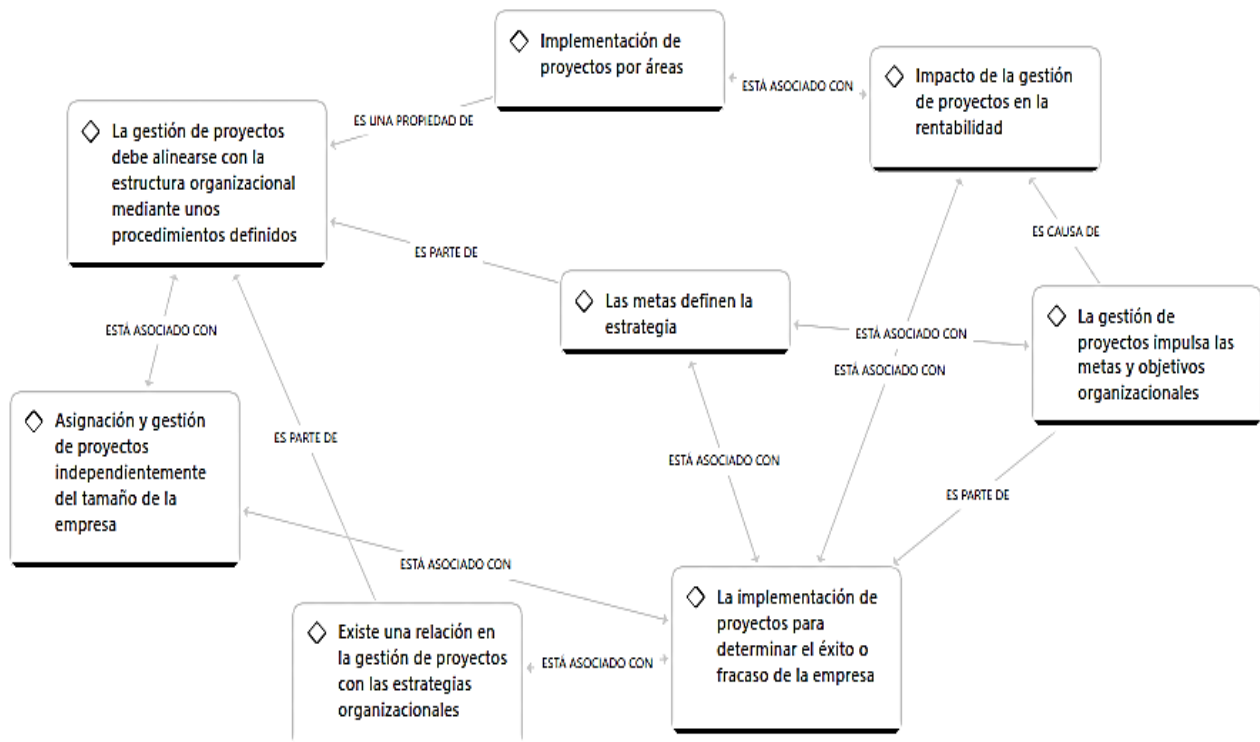 Implementación de
proyectos por áreas
ESTÁ ASOCIADO CON
Impacto de la gestión
de proyectos en la
rentabilidad
ES UNA PROPIEDAD DE
La gestión de proyectos
debe alinearse con la
estructura organizacional
mediante unos
procedimientos definidos
ES CAUSA DE
ES PARTE DE
Las metas definen la
estrategia
ESTÁ ASOCIADO CON
La gestión de
proyectos impulsa las
metas y objetivos
organizacionales
ESTÁ ASOCIADO CON
ESTÁ ASOCIADO CON
Asignación y gestión
de proyectos
independientemente
del tamaño de la
empresa
ES PARTE DE
ESTÁ ASOCIADO CON
ES PARTE DE
ESTÁ ASOCIADO CON
Existe una relación en
la gestión de proyectos
con las estrategias
organizacionales
ESTÁ ASOCIADO CON
La implementación de
proyectos para
determinar el éxito o
fracaso de la empresa